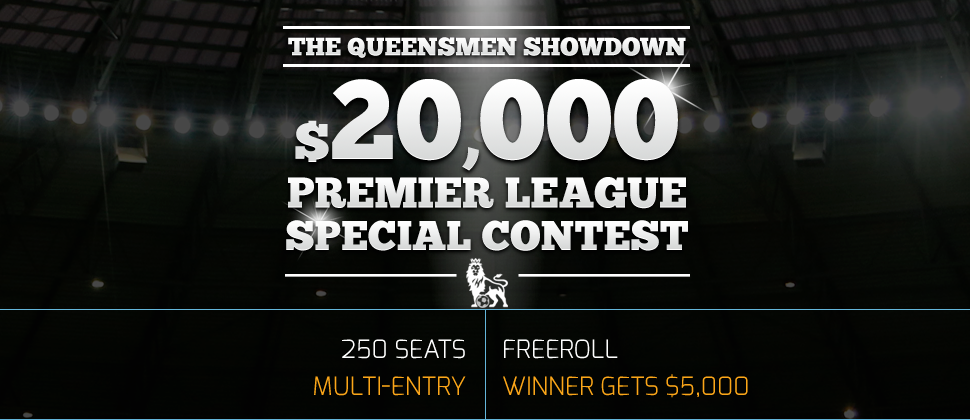 THE QUEENSMEN SHOWDOWN
$20,000
PREMIER LEAGUE
SPECIAL CONTEST
250 SEATS
MULTI-ENTRY
FREEROLL
WINNER GETS $5,000